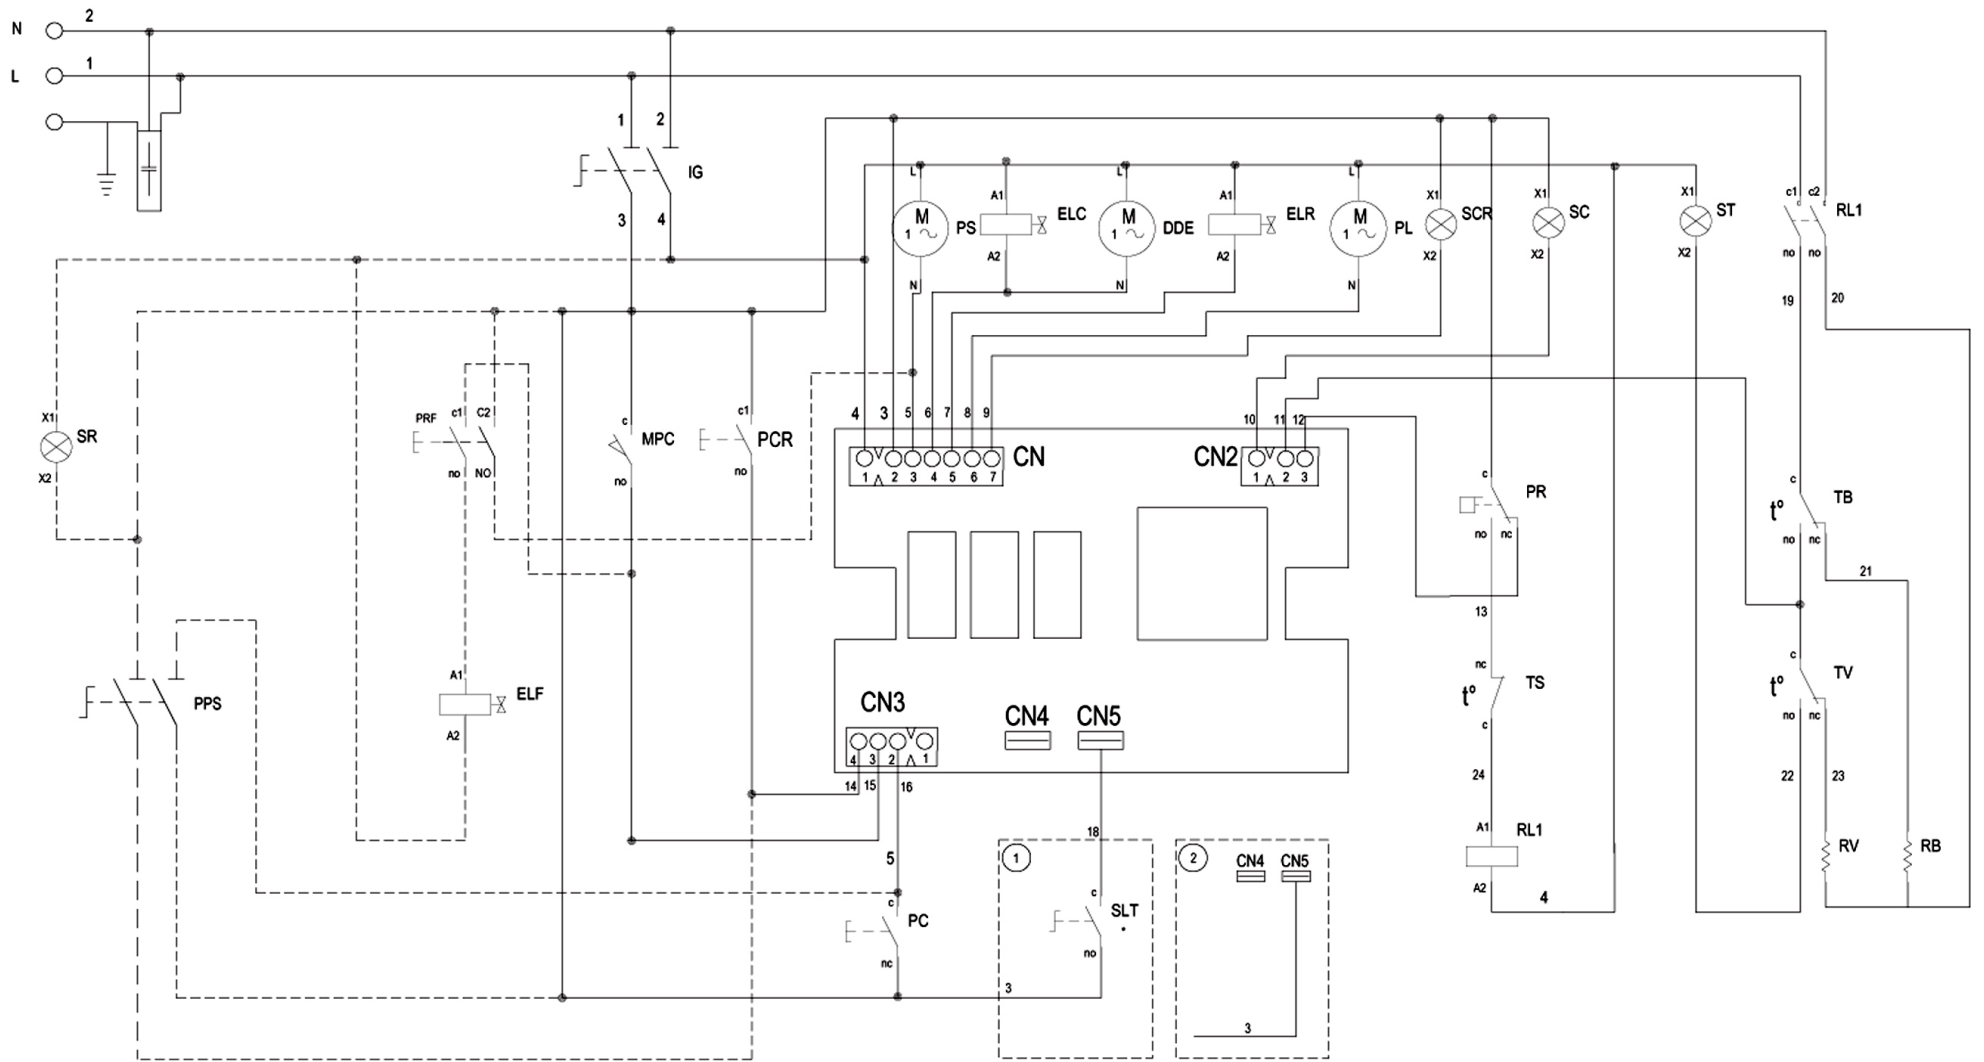 N 2
L 1
1 2
IG
3 4
L L L
A1 A1 X1 X1 X1 c1 c2
M 1 PS ELC M 1 DDE ELR M 1 PL SCR SC ST RL1
A2 A2 X2 X2 X2 no no
N N N
19 20
PRF c1 C2 c c1
X1 SR X2
MPC PCR
no NO no no
4 3 5 6 7 8 9 10 11 12
CN CN2
1 2 3 4 5 6 7 1 2 3
c PR no nc
c TB tº no nc
21
13
nc TS tº c
c TV tº no nc
PPS
A1 ELF A2
CN3 CN4 CN5
4 3 2 1
14 15 16
24 22 23
18
5
A1 RL1 A2
RV RB
1 2 CN4 CN5
4
c PC nc
c SLT no
3
3